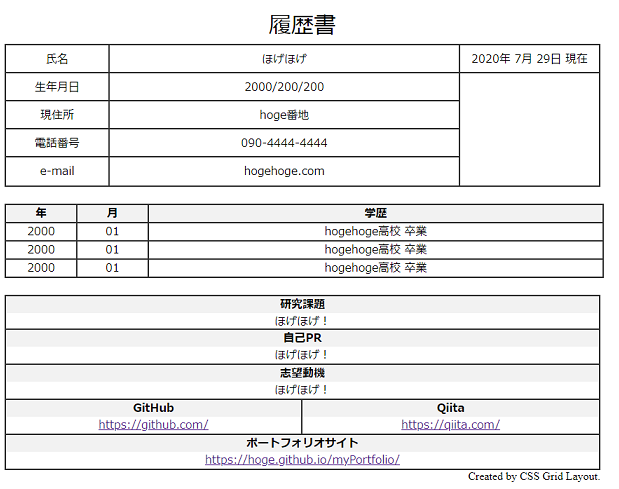 履歴書
氏名 ほげほげ 2020年 7月 29日 現在
生年月日 2000/200/200
現住所 hoge番地
電話番号 090-4444-4444
e-mail hogehoge.com
年 月 学歴
2000 01 hogehoge高校 卒業
2000 01 hogehoge高校 卒業
2000 01 hogehoge高校 卒業
研究課題
ほげほげ！
自己PR
ほげほげ！
志望動機
ほげほげ！
GitHub Qiita
https://github.com/ https://qiita.com/
ポートフォリオサイト
https://hoge.github.io/myPortfolio/
Created by CSS Grid Layout.